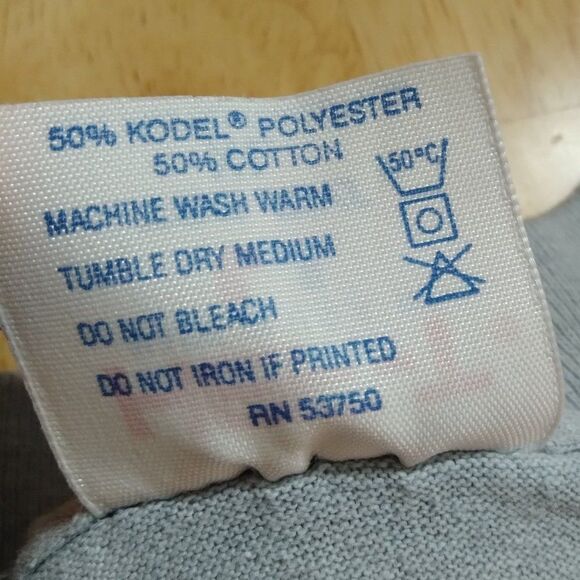 50% KODEL® POLYESTER
50% COTTON
MACHINE WASH WARM
TUMBLE DRY MEDIUM
DO NOT BLEACH
DO NOT IRON IF PRINTED
RN 53750
50°C